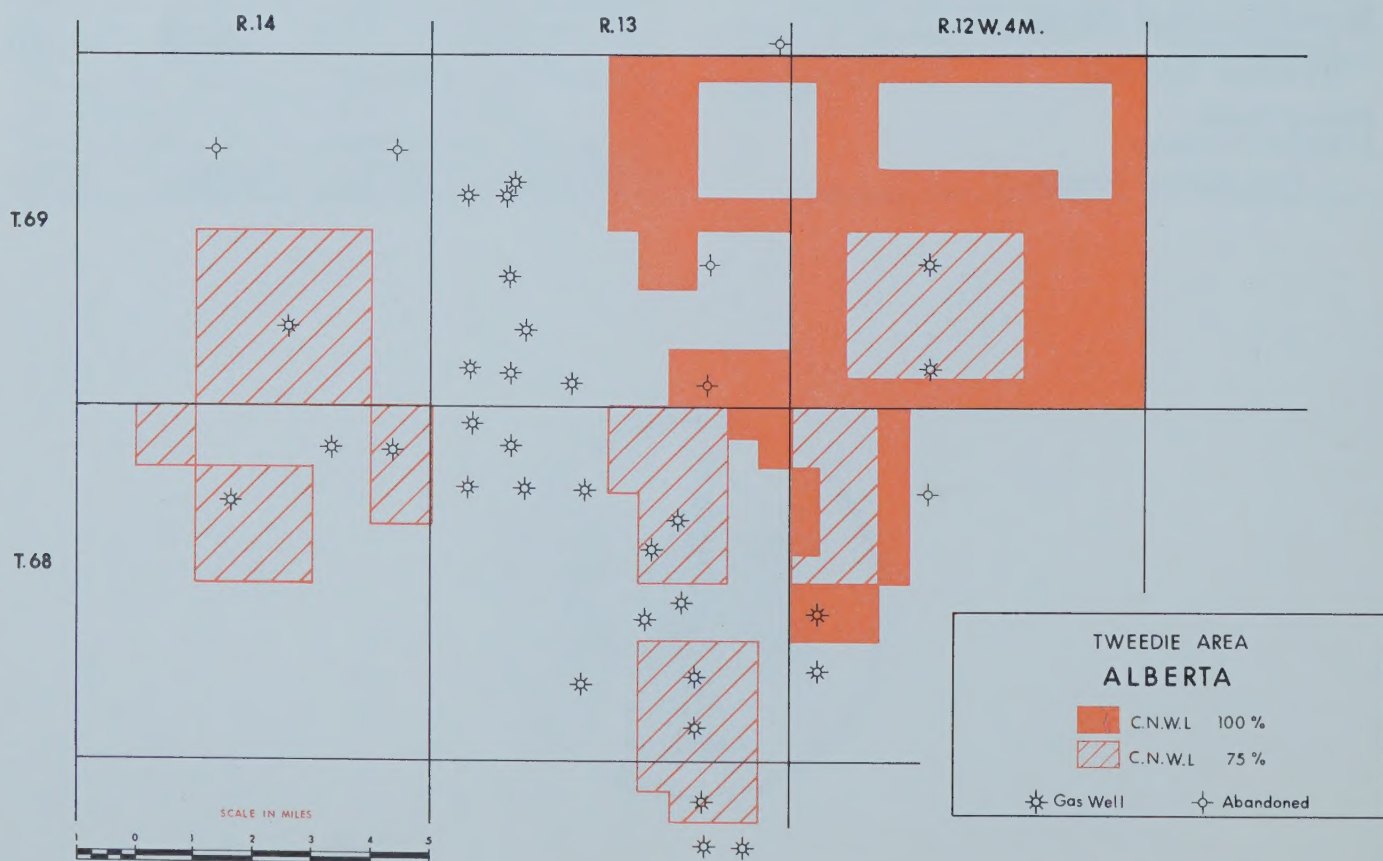 R.14 R.13 R.12 W. 4 M.
T. 69
T. 68
TWEEDIE AREA
ALBERTA
C.N.W.L 100 %
C.N.W.L 75 %
Gas Well Abandoned
SCALE IN MILES
1 0 1 2 3 4 5